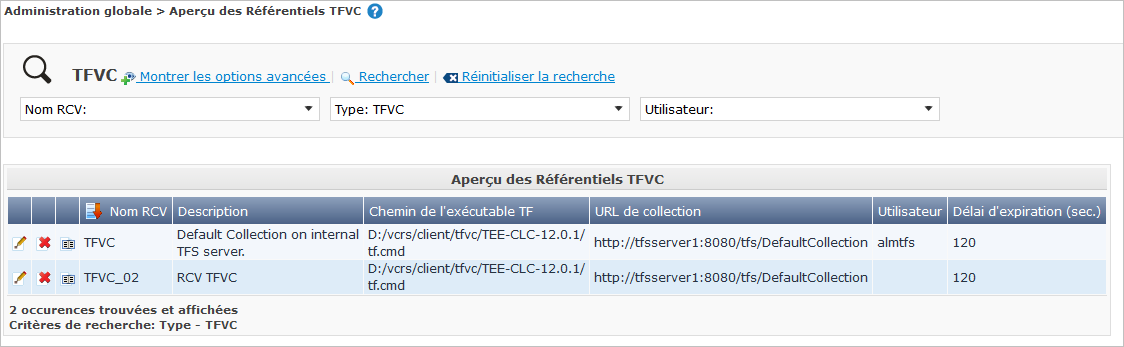 Administration globale > Aperçu des Référentiels TFVC ?
TFVC Montrer les options avancées | Rechercher | Réinitialiser la recherche
Nom RCV: Type: TFVC Utilisateur:
Aperçu des Référentiels TFVC
Nom RCV Description Chemin de l'exécutable TF URL de collection Utilisateur Délai d'expiration (sec.)
TFVC Default Collection on internal TFS server. D:/vcrs/client/tfvc/TEE-CLC-12.0.1/tf.cmd http://tfsserver1:8080/tfs/DefaultCollection almtfs 120
TFVC_02 RCV TFVC D:/vcrs/client/tfvc/TEE-CLC-12.0.1/tf.cmd http://tfsserver1:8080/tfs/DefaultCollection 120
2 occurences trouvées et affichées
Critères de recherche: Type - TFVC